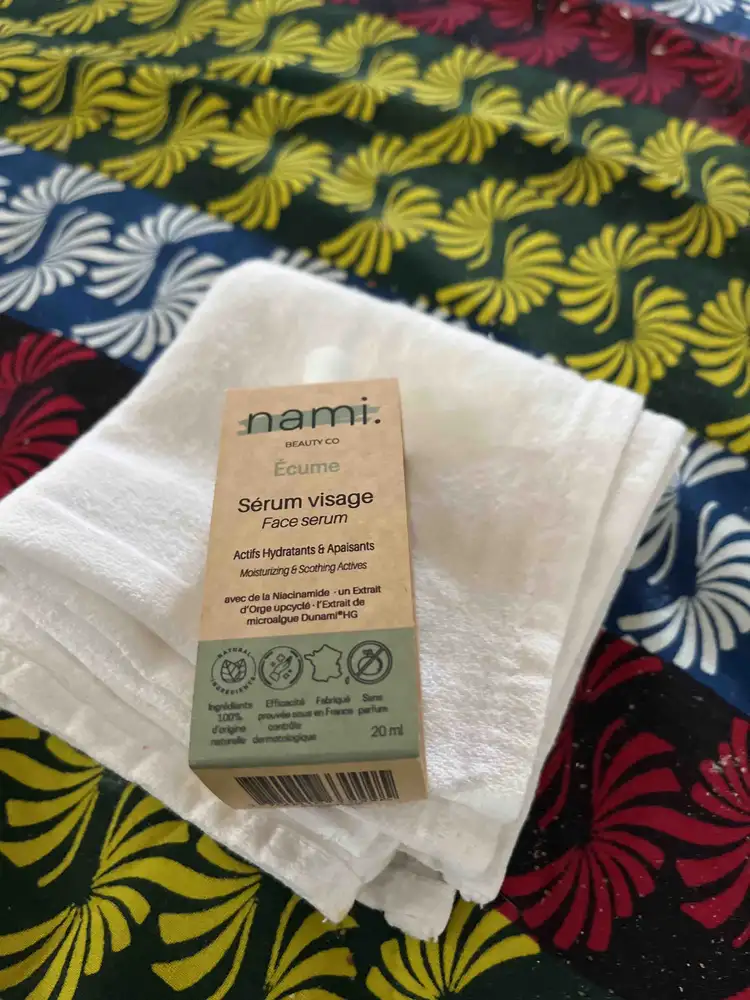 nami.
BEAUTY CO
Écume
Sérum visage
Face serum
Actifs Hydratants & Apaisants
Moisturizing & Soothing Actives
avec de la Niacinamide · un Extrait
d'Orge upcyclé · l'Extrait de
microalgue Dunami®HG
NATURAL
INGREDIENTS
Ingrédients
100%
d'origine
naturelle
Efficacité
prouvée sous
contrôle
dermatologique
Fabriqué
en France
Sans
parfum
20 ml